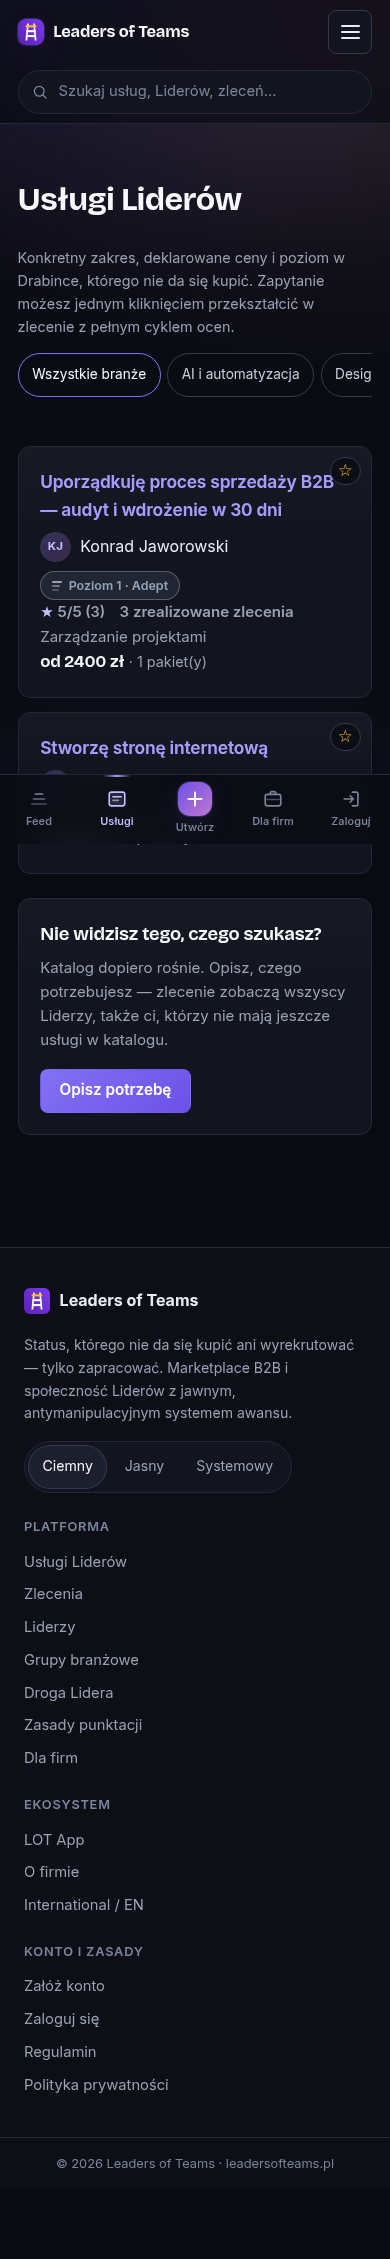 Leaders of Teams
Szukaj usług, Liderów, zleceń…
Usługi Liderów
Konkretny zakres, deklarowane ceny i poziom w
Drabince, którego nie da się kupić. Zapytanie
możesz jednym kliknięciem przekształcić w
zlecenie z pełnym cyklem ocen.
Wszystkie branże
AI i automatyzacja
Desig
Uporządkuję proces sprzedaży B2B
— audyt i wdrożenie w 30 dni
KJ Konrad Jaworowski
Poziom 1 · Adept
★ 5/5 (3) 3 zrealizowane zlecenia
Zarządzanie projektami
od 2400 zł · 1 pakiet(y)
Stworzę stronę internetową
Feed
Usługi
Utwórz
Dla firm
Zaloguj
Nie widzisz tego, czego szukasz?
Katalog dopiero rośnie. Opisz, czego
potrzebujesz — zlecenie zobaczą wszyscy
Liderzy, także ci, którzy nie mają jeszcze
usługi w katalogu.
Opisz potrzebę
Leaders of Teams
Status, którego nie da się kupić ani wyrekrutować
— tylko zapracować. Marketplace B2B i
społeczność Liderów z jawnym,
antymanipulacyjnym systemem awansu.
Ciemny
Jasny
Systemowy
PLATFORMA
Usługi Liderów
Zlecenia
Liderzy
Grupy branżowe
Droga Lidera
Zasady punktacji
Dla firm
EKOSYSTEM
LOT App
O firmie
International / EN
KONTO I ZASADY
Załóż konto
Zaloguj się
Regulamin
Polityka prywatności
© 2026 Leaders of Teams · leadersofteams.pl